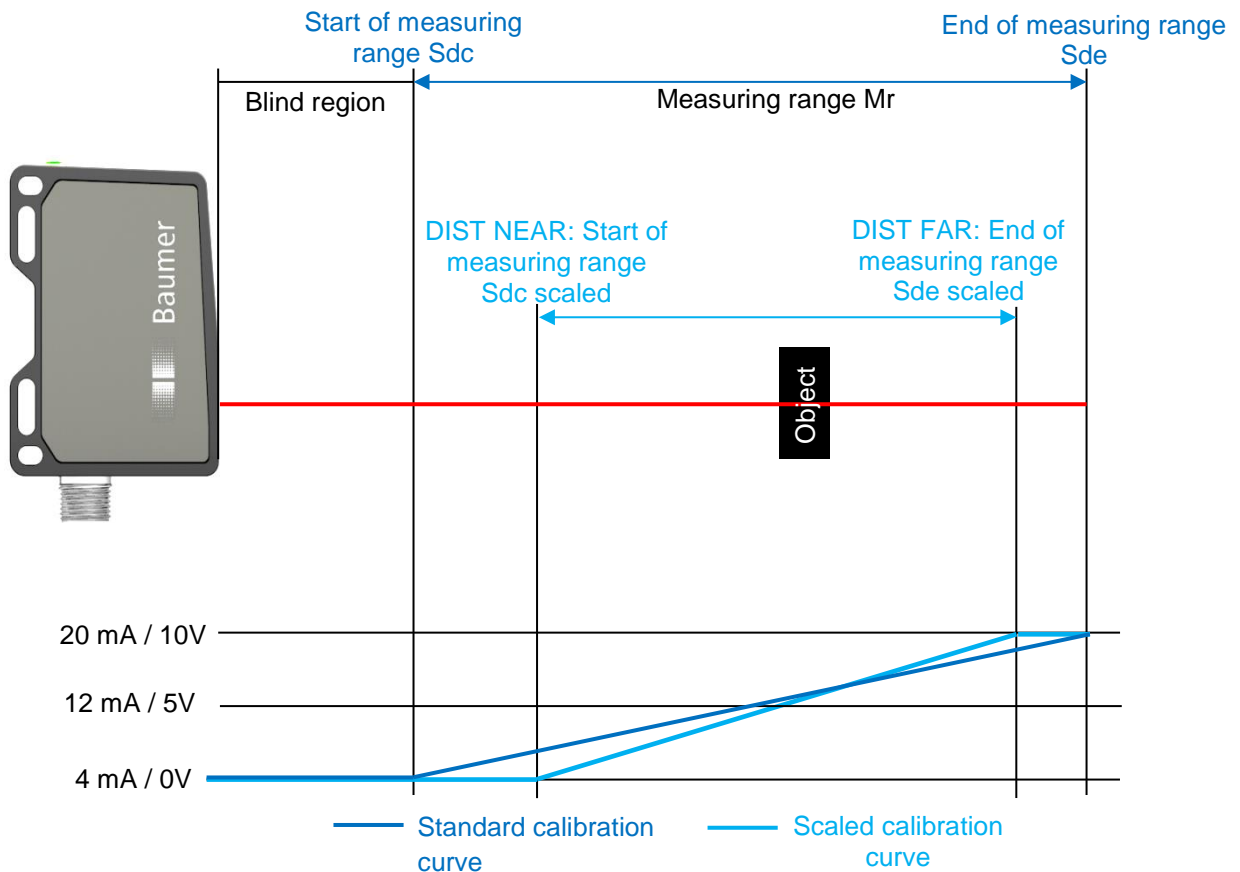 Start of measuring
range Sdc
End of measuring range
Sde
Blind region
Measuring range Mr
DIST NEAR: Start of
measuring range
Sdc scaled
DIST FAR: End of
measuring range
Sde scaled
Baumer
Object
20 mA / 10V
12 mA / 5V
4 mA / 0V
Standard calibration
curve
Scaled calibration
curve